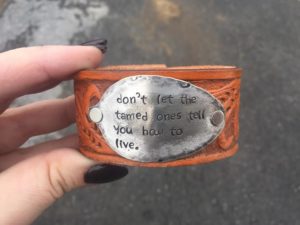 don't let the
tamed ones tell
you how to
live.